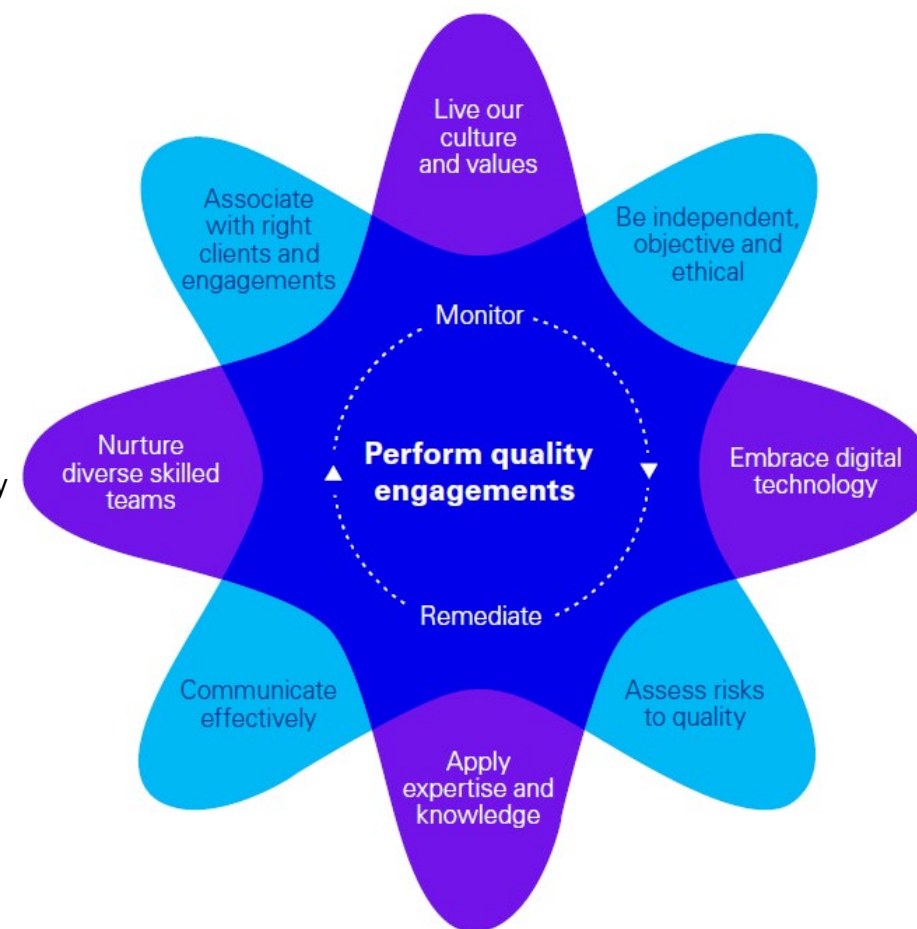 Live our
culture
and values
Be independent,
objective and
ethical
Embrace digital
technology
Assess risks
to quality
Apply
expertise and
knowledge
Communicate
effectively
Nurture
diverse skilled
teams
Associate
with right
clients and
engagements
Monitor
Perform quality
engagements
Remediate
y